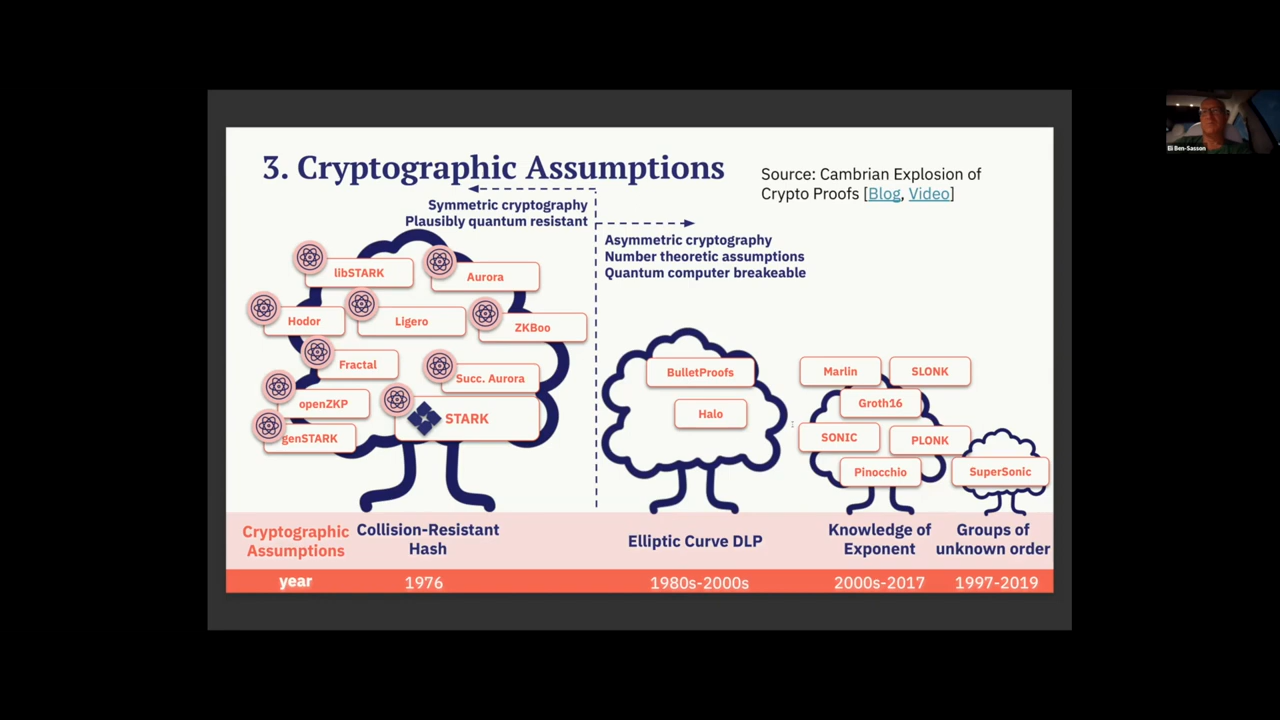 3. Cryptographic Assumptions
Source: Cambrian Explosion of
Crypto Proofs [Blog, Video]
Symmetric cryptography
Plausibly quantum resistant
Asymmetric cryptography
Number theoretic assumptions
Quantum computer breakeable
libSTARK
Aurora
Hodor
Ligero
ZKBoo
Fractal
Succ. Aurora
openZKP
STARK
genSTARK
BulletProofs
Halo
Marlin
SLONK
Groth16
SONIC
PLONK
Pinocchio
SuperSonic
Cryptographic
Assumptions
Collision-Resistant
Hash
Elliptic Curve DLP
Knowledge of
Exponent
Groups of
unknown order
year
1976
1980s-2000s
2000s-2017
1997-2019
Eli Ben-Sasson